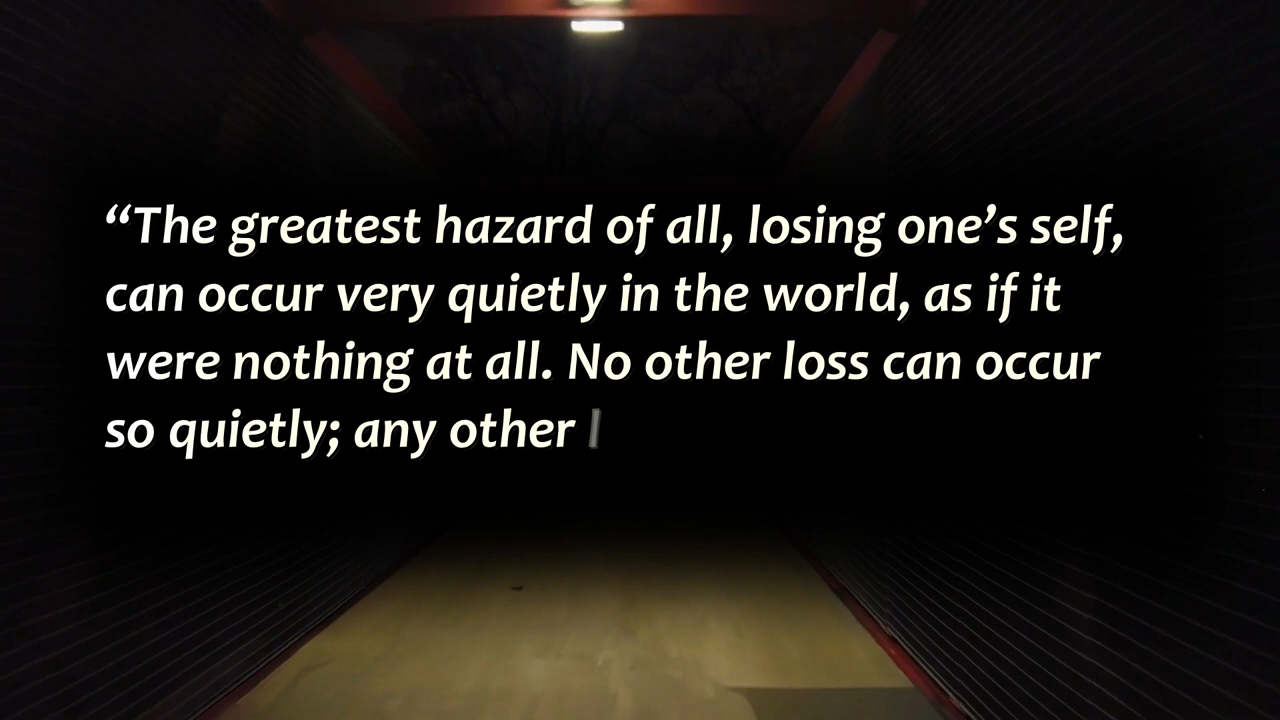 “The greatest hazard of all, losing one’s self,
can occur very quietly in the world, as if it
were nothing at all. No other loss can occur
so quietly; any other l